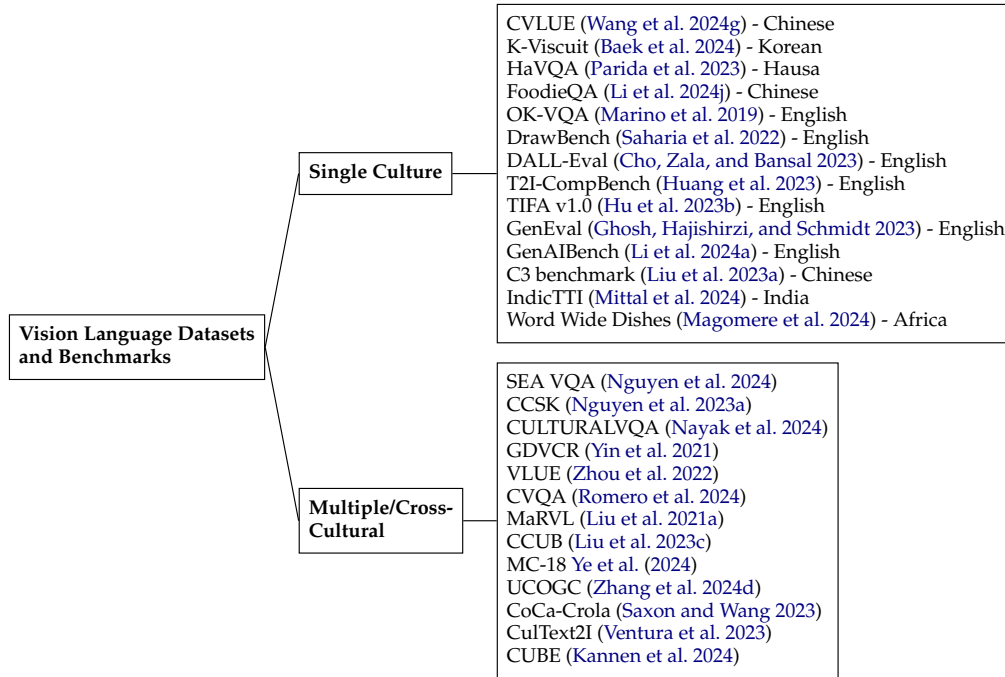 Vision Language Datasets
and Benchmarks
Single Culture
CVLUE (Wang et al. 2024g) - Chinese
K-Viscuit (Baek et al. 2024) - Korean
HaVQA (Parida et al. 2023) - Hausa
FoodieQA (Li et al. 2024j) - Chinese
OK-VQA (Marino et al. 2019) - English
DrawBench (Saharia et al. 2022) - English
DALL-Eval (Cho, Zala, and Bansal 2023) - English
T2I-CompBench (Huang et al. 2023) - English
TIFA v1.0 (Hu et al. 2023b) - English
GenEval (Ghosh, Hajishirzi, and Schmidt 2023) - English
GenAIBench (Li et al. 2024a) - English
C3 benchmark (Liu et al. 2023a) - Chinese
IndicTTI (Mittal et al. 2024) - India
Word Wide Dishes (Magomere et al. 2024) - Africa
Multiple/Cross-
Cultural
SEA VQA (Nguyen et al. 2024)
CCSK (Nguyen et al. 2023a)
CULTURALVQA (Nayak et al. 2024)
GDVCR (Yin et al. 2021)
VLUE (Zhou et al. 2022)
CVQA (Romero et al. 2024)
MaRVL (Liu et al. 2021a)
CCUB (Liu et al. 2023c)
MC-18 Ye et al. (2024)
UCOGC (Zhang et al. 2024d)
CoCa-Crola (Saxon and Wang 2023)
CulText2I (Ventura et al. 2023)
CUBE (Kannen et al. 2024)